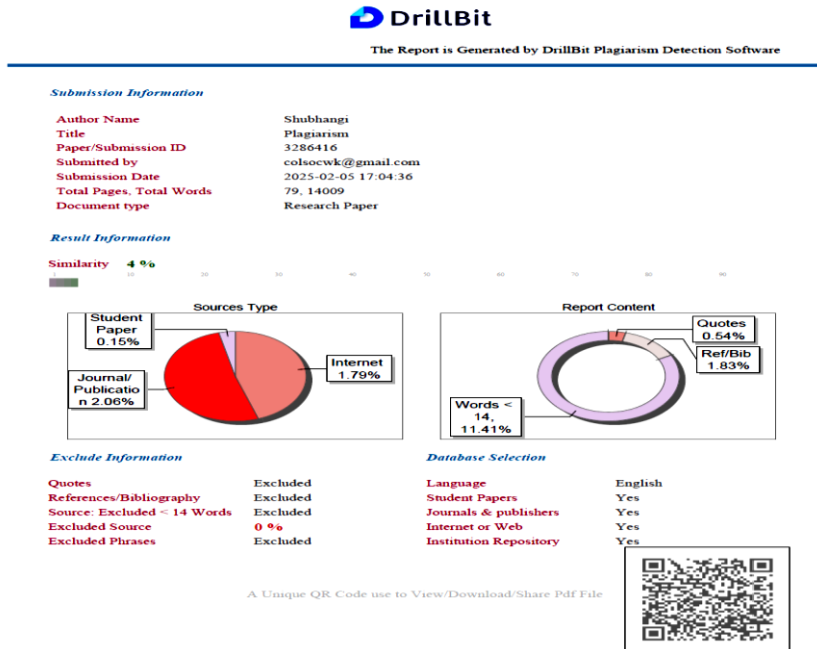 DrillBit
The Report is Generated by DrillBit Plagiarism Detection Software
Submission Information
Author Name Shubhangi
Title Plagiarism
Paper/Submission ID 3286416
Submitted by colsocwk@gmail.com
Submission Date 2025-02-05 17:04:36
Total Pages, Total Words 79, 14009
Document type Research Paper
Result Information
Similarity 4 %
1 10 20 30 40 50 60 70 80 90
Sources Type
Student
Paper
0.15%
Internet
1.79%
Journal/
Publicatio
n 2.06%
Report Content
Quotes
0.54%
Ref/Bib
1.83%
Words <
14,
11.41%
Exclude Information
Quotes Excluded
References/Bibliography Excluded
Source: Excluded < 14 Words Excluded
Excluded Source 0 %
Excluded Phrases Excluded
Database Selection
Language English
Student Papers Yes
Journals & publishers Yes
Internet or Web Yes
Institution Repository Yes
A Unique QR Code use to View/Download/Share Pdf File